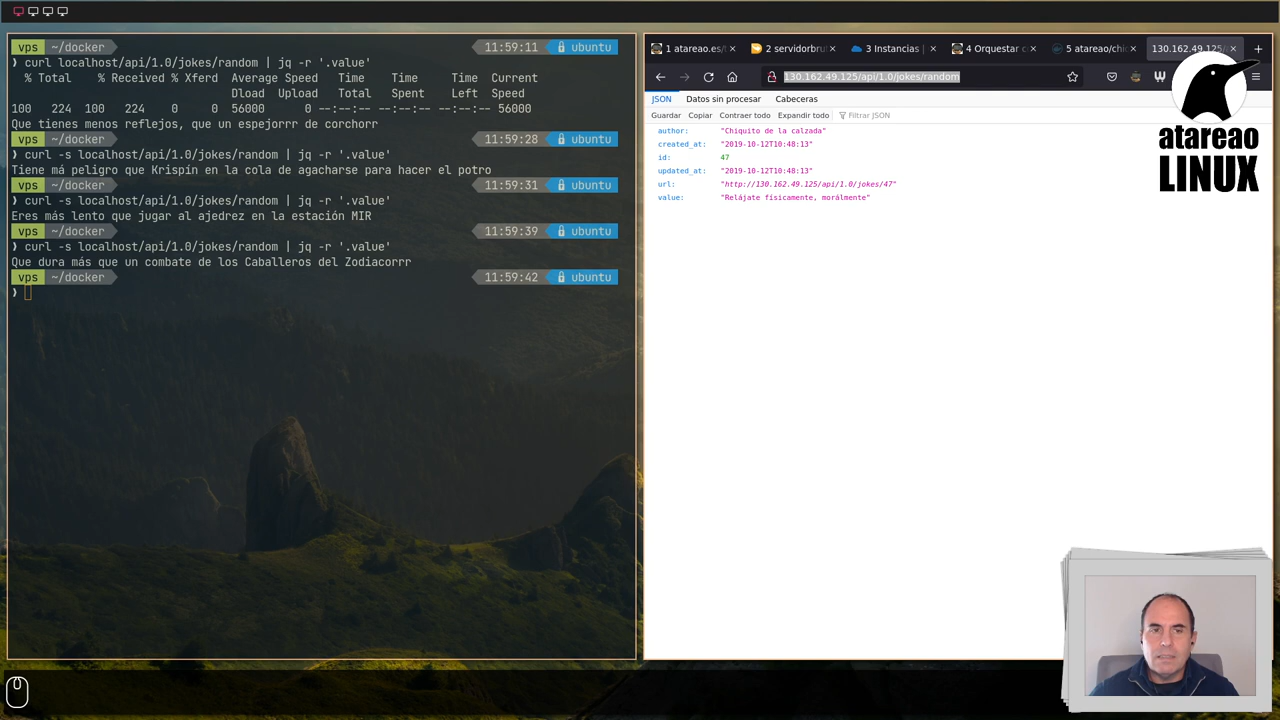 vps ~/docker 11:59:11 ubuntu
❯ curl localhost/api/1.0/jokes/random | jq -r '.value'
% Total % Received % Xferd Average Speed Time Time Time Current
Dload Upload Total Spent Left Speed
100 224 100 224 0 0 56000 0 --:--:-- --:--:-- --:--:-- 56000
Que tienes menos reflejos, que un espejorrr de corchorr
11:59:28 ubuntu
vps ~/docker
❯ curl -s localhost/api/1.0/jokes/random | jq -r '.value'
Tiene má peligro que Krispín en la cola de agacharse para hacer el potro
vps ~/docker 11:59:31 ubuntu
❯ curl -s localhost/api/1.0/jokes/random | jq -r '.value'
Eres más lento que jugar al ajedrez en la estación MIR
vps ~/docker 11:59:39 ubuntu
❯ curl -s localhost/api/1.0/jokes/random | jq -r '.value'
Que dura más que un combate de los Caballeros del Zodiacorrr
vps ~/docker 11:59:42 ubuntu
❯
1 atareao.es/
2 servidorbru
3 Instancias |
4 Orquestar c
5 atareao/chi
130.162.49.125/
130.162.49.125/api/1.0/jokes/random
JSON Datos sin procesar Cabeceras
Guardar Copiar Contraer todo Expandir todo Filtrar JSON
author: "Chiquito de la calzada"
created_at: "2019-10-12T10:48:13"
id: 47
updated_at: "2019-10-12T10:48:13"
url: "http://130.162.49.125/api/1.0/jokes/47"
value: "Relájate fisicamente, morálmente"
atareao
LINUX